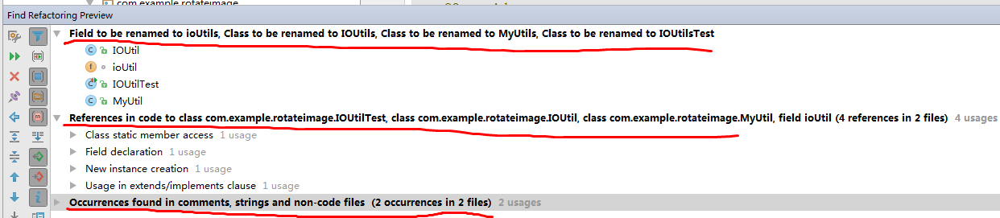 com.example.rotateimage
Find Refactoring Preview
Field to be renamed to ioUtils, Class to be renamed to IOUtils, Class to be renamed to MyUtils, Class to be renamed to IOUtilsTest
IOUtil
ioUtil
IOUtilTest
MyUtil
References in code to class com.example.rotateimage.IOUtilTest, class com.example.rotateimage.IOUtil, class com.example.rotateimage.MyUtil, field ioUtil (4 references in 2 files) 4 usages
Class static member access 1 usage
Field declaration 1 usage
New instance creation 1 usage
Usage in extends/implements clause 1 usage
Occurrences found in comments, strings and non-code files (2 occurrences in 2 files) 2 usages